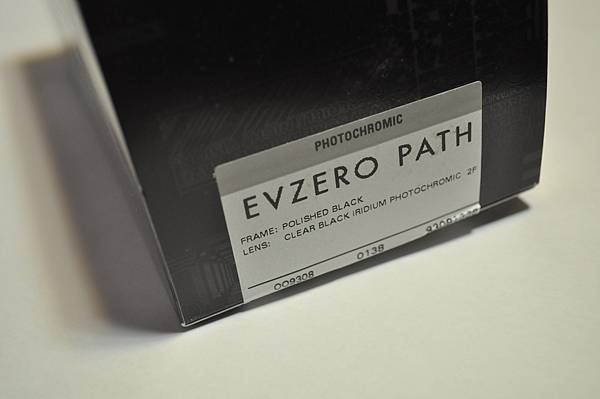 PHOTOCHROMIC
EVZERO PATH
FRAME: POLISHED BLACK
LENS: CLEAR BLACK IRIDIUM PHOTOCHROMIC 2F
OO9308 0138